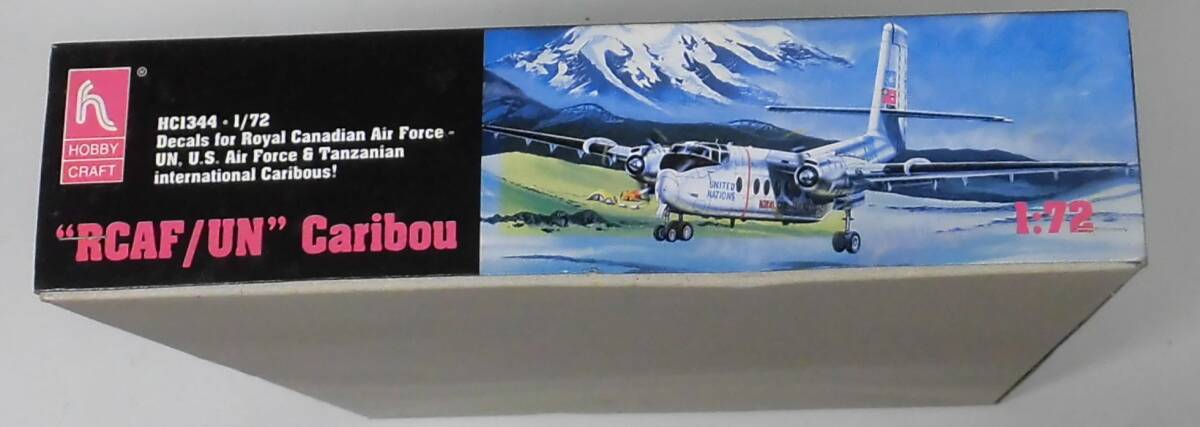 h ®
HOBBY
CRAFT
HC1344 · 1/72
Decals for Royal Canadian Air Force -
UN, U.S. Air Force & Tanzanian
international Caribous!
"RCAF/UN" Caribou
UNITED
NATIONS
1:72